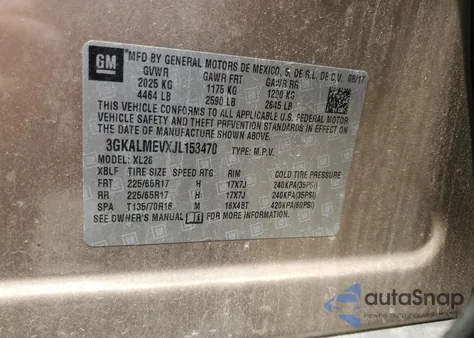 GM
MFD BY GENERAL MOTORS DE MEXICO, S. DE R.L. DE C.V. 08/17
GVWR GAWR FRT GAWR RR
2025 KG 1175 KG 1200 KG
4464 LB 2590 LB 2645 LB
THIS VEHICLE CONFORMS TO ALL APPLICABLE U.S. FEDERAL MOTOR
VEHICLE SAFETY AND THEFT PREVENTION STANDARDS IN EFFECT ON
THE DATE OF MANUFACTURE SHOWN ABOVE.
3GKALMEVXJL153470 TYPE: M.P.V.
MODEL: XL26
XBLF TIRE SIZE SPEED RTG RIM COLD TIRE PRESSURE
FRT 225/65R17 H 17X7J 240KPA(35PSI)
RR 225/65R17 H 17X7J 240KPA(35PSI)
SPA T135/70R16 M 16X4BT 420KPA(60PSI)
SEE OWNER'S MANUAL FOR MORE INFORMATION.
autoSnap
Pewne auto z